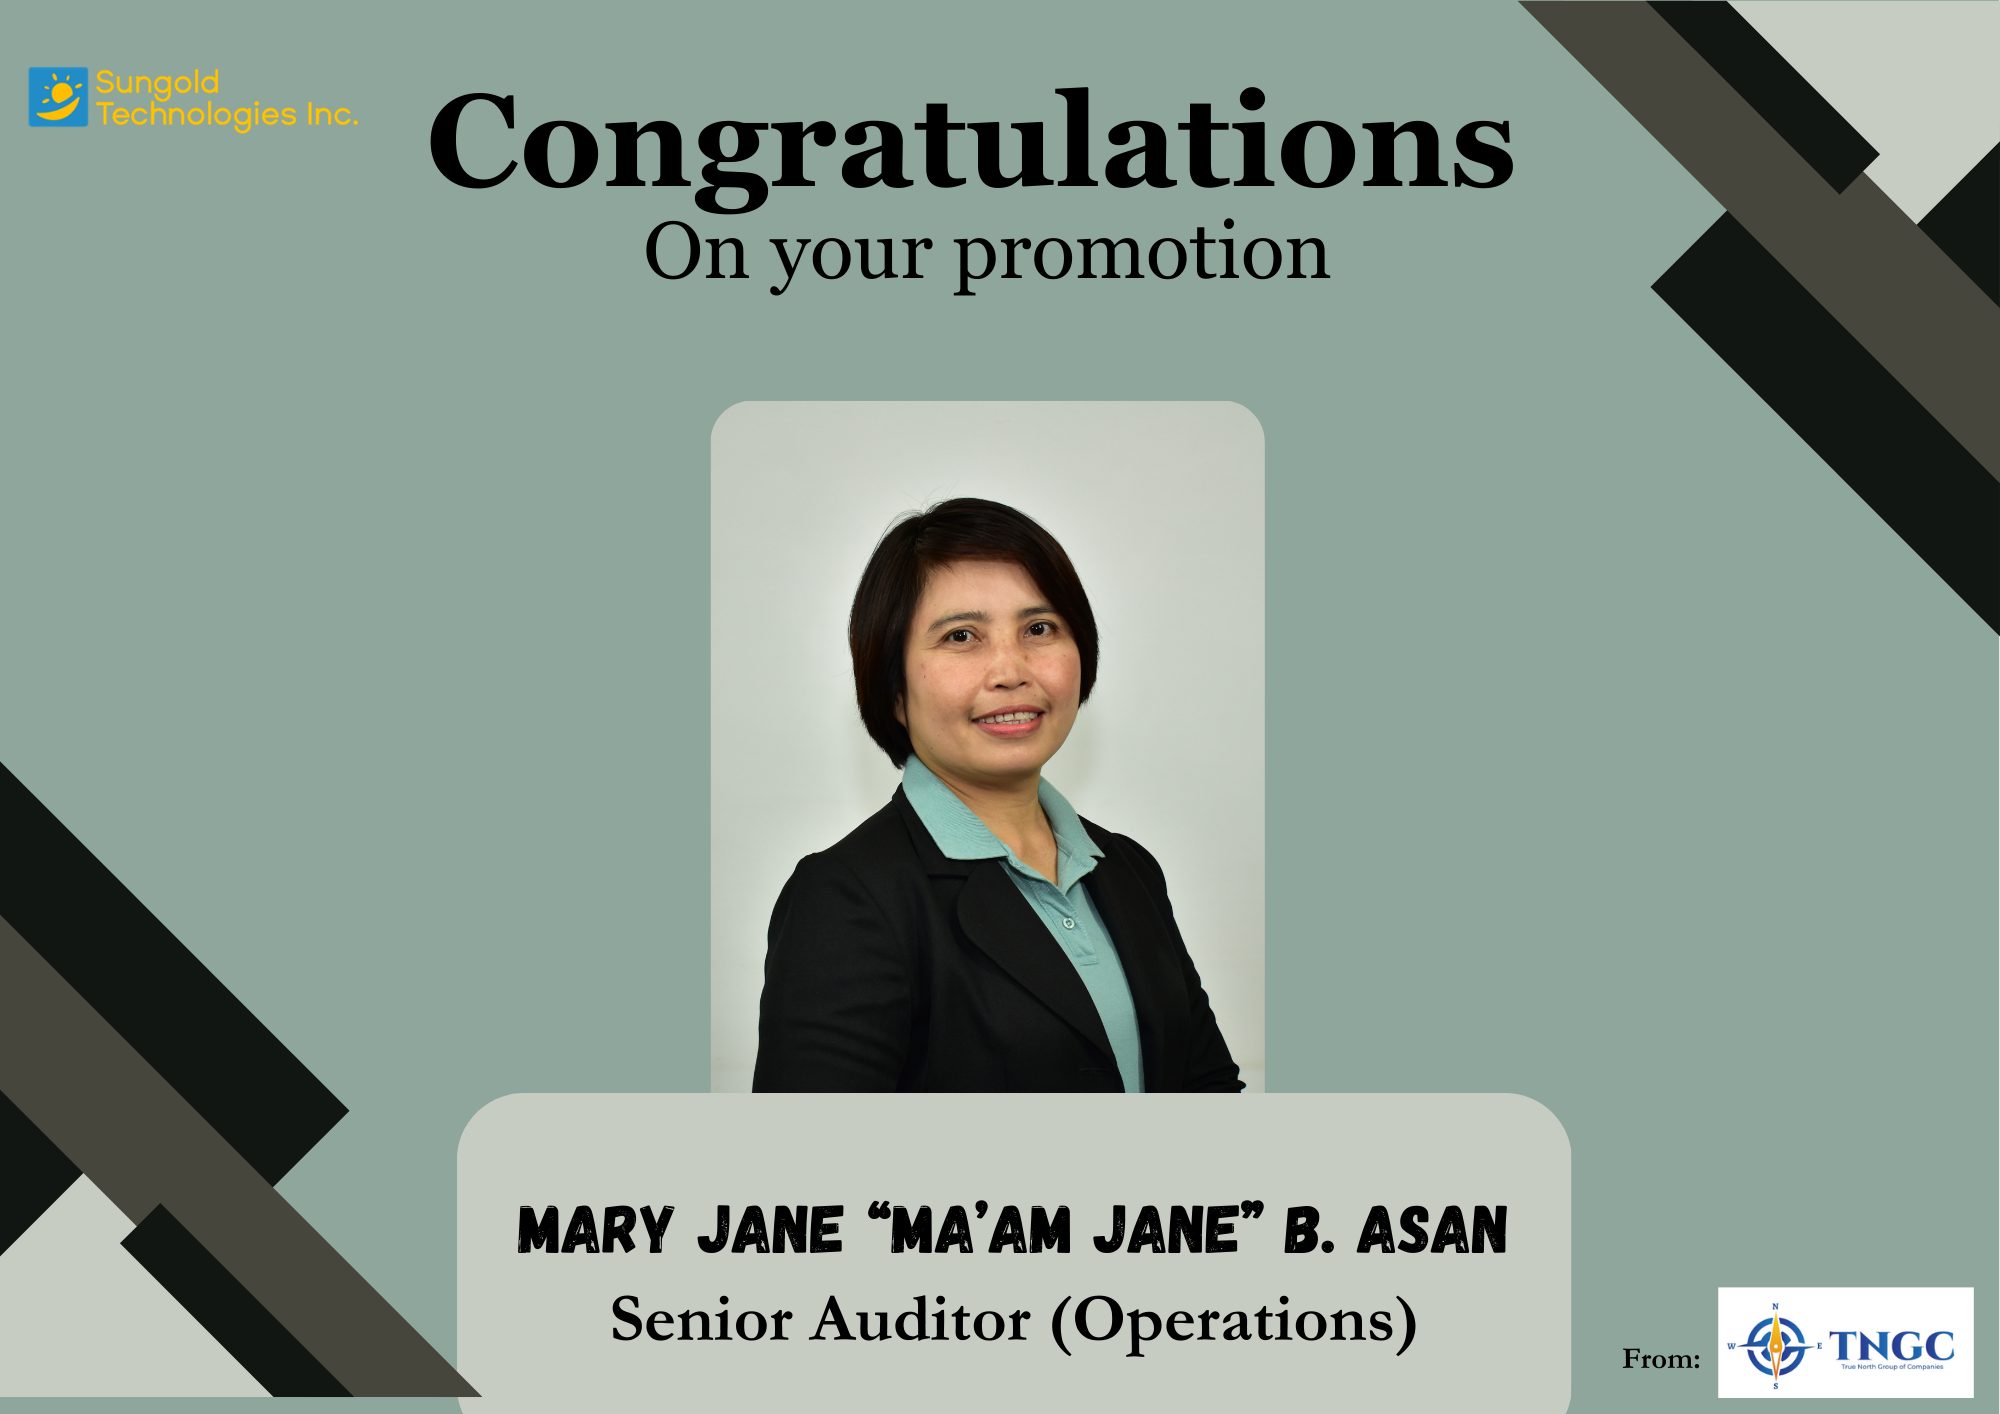 Sungold
Technologies Inc.
Congratulations
On your promotion
MARY JANE “MA’AM JANE” B. ASAN
Senior Auditor (Operations)
From:
N
W
E
S
TNGC
True North Group of Companies